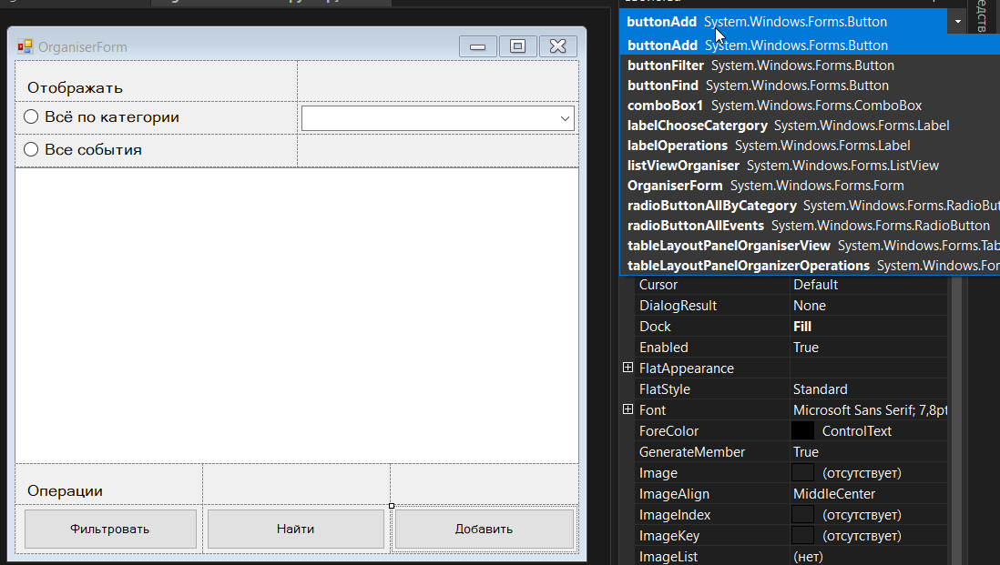 OrganiserForm
Отображать
Всё по категории
Все события
Операции
Фильтровать
Найти
Добавить
buttonAdd System.Windows.Forms.Button
buttonAdd System.Windows.Forms.Button
buttonFilter System.Windows.Forms.Button
buttonFind System.Windows.Forms.Button
comboBox1 System.Windows.Forms.ComboBox
labelChooseCatergory System.Windows.Forms.Label
labelOperations System.Windows.Forms.Label
listViewOrganiser System.Windows.Forms.ListView
OrganiserForm System.Windows.Forms.Form
radioButtonAllByCategory System.Windows.Forms.RadioBut
radioButtonAllEvents System.Windows.Forms.RadioButton
tableLayoutPanelOrganiserView System.Windows.Forms.Tab
tableLayoutPanelOrganizerOperations System.Windows.For
Cursor Default
DialogResult None
Dock Fill
Enabled True
FlatAppearance
FlatStyle Standard
Font Microsoft Sans Serif; 7,8pt
ForeColor ControlText
GenerateMember True
Image (отсутствует)
ImageAlign MiddleCenter
ImageIndex (отсутствует)
ImageKey (отсутствует)
ImageList (нет)